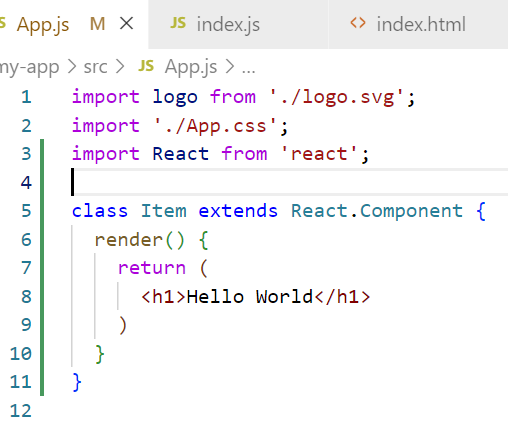 App.js M
JS index.js
<> index.html
my-app > src > JS App.js > ...
1 import logo from './logo.svg';
2 import './App.css';
3 import React from 'react';
4
5 class Item extends React.Component {
6 render() {
7 return (
8 <h1>Hello World</h1>
9 )
10 }
11 }
12